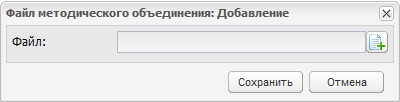 Файл методического объединения: Добавление
Файл:
Сохранить Отмена